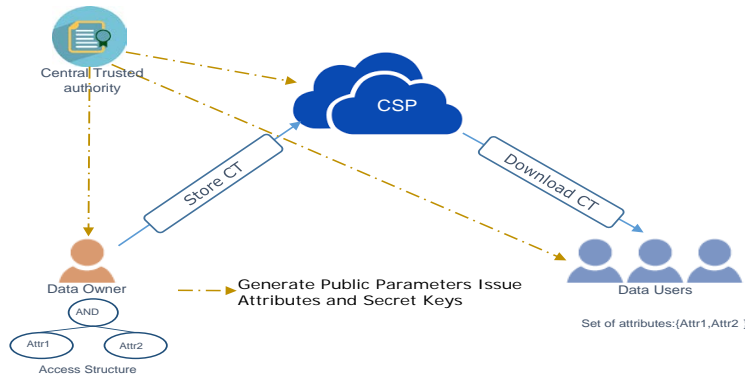 Central Trusted
authority
CSP
Store CT
Download CT
Data Owner
Generate Public Parameters Issue
Attributes and Secret Keys
Data Users
AND
Attr1
Attr2
Set of attributes:{Attr1,Attr2 }
Access Structure